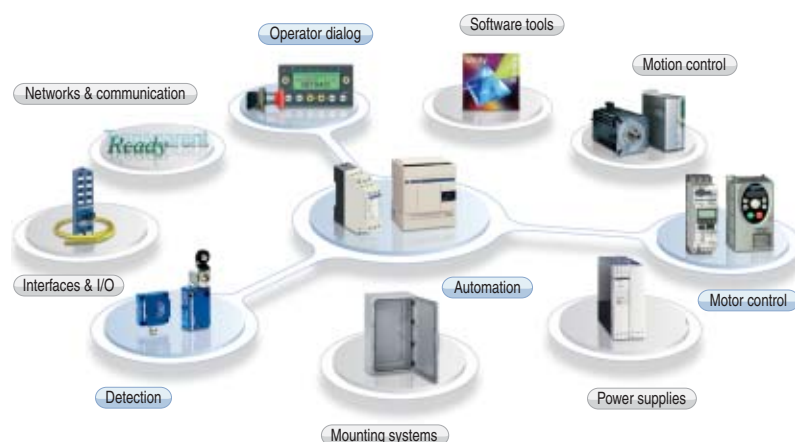 Operator dialog
Software tools
Motion control
Networks & communication
Ready
Interfaces & I/O
Automation
Motor control
Detection
Power supplies
Mounting systems